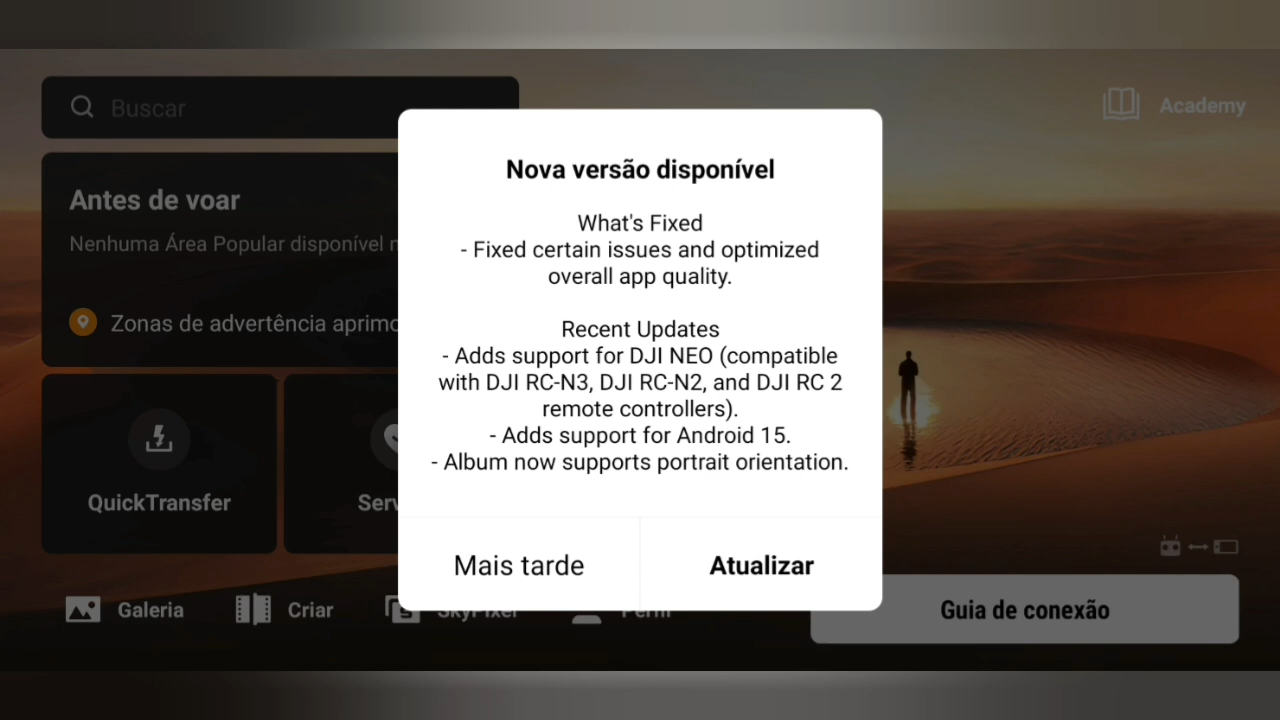 Buscar
Academy
Antes de voar
Nenhuma Área Popular disponível
Zonas de advertência
QuickTransfer
Nova versão disponível
What's Fixed
- Fixed certain issues and optimized
overall app quality.
Recent Updates
- Adds support for DJI NEO (compatible
with DJI RC-N3, DJI RC-N2, and DJI RC 2
remote controllers).
- Adds support for Android 15.
- Album now supports portrait orientation.
Mais tarde
Atualizar
Galeria
Criar
SkyPixel
Guia de conexão